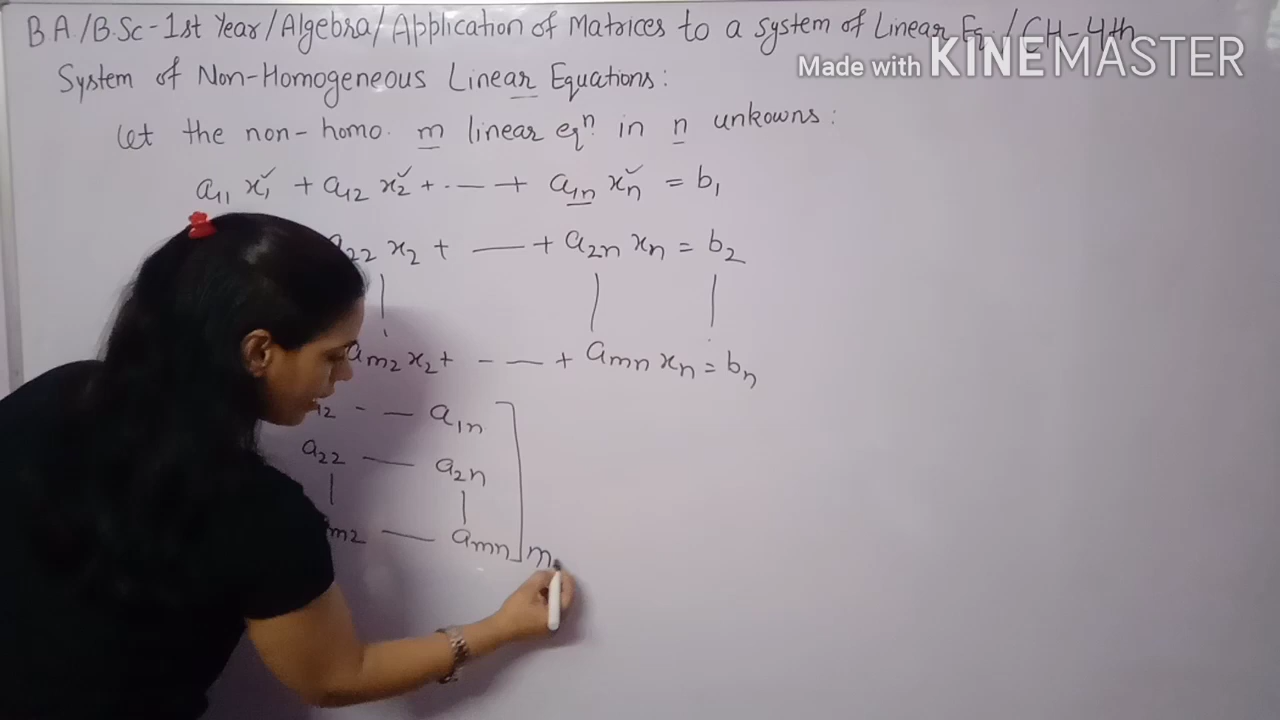 B.A./B.Sc-1st Year/Algebra/Application of Matrices to a system of Linear Eq./CH-4th
Made with KINEMASTER
System of Non-Homogeneous Linear Equations:
Let the non-homo. m linear eqⁿ. in n unkowns:
a₁₁ x₁ + a₁₂ x₂ + ·— + a₁ₙ xₙ = b₁
a₂₂ x₂ + — + a₂ₙ xₙ = b₂
aₘ₂ x₂ + - — + aₘₙ xₙ = bₙ
- — a₁ₙ
a₂₂ — a₂ₙ
— aₘₙ] m